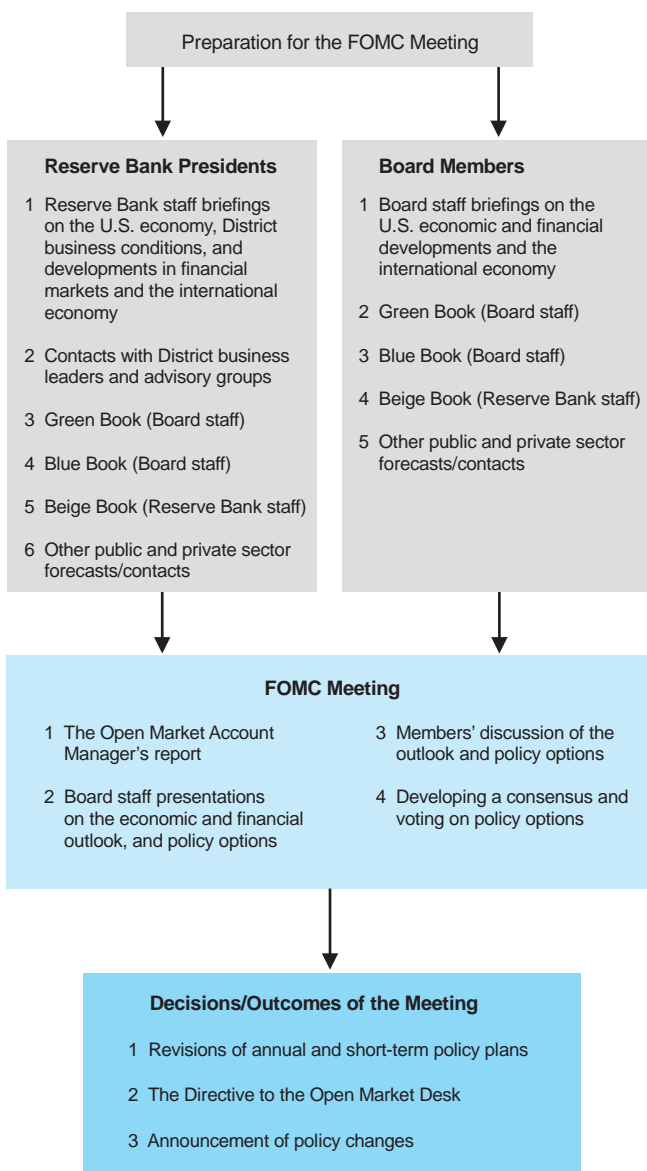 Preparation for the FOMC Meeting
Reserve Bank Presidents
1 Reserve Bank staff briefings
on the U.S. economy, District
business conditions, and
developments in financial
markets and the international
economy
2 Contacts with District business
leaders and advisory groups
3 Green Book (Board staff)
4 Blue Book (Board staff)
5 Beige Book (Reserve Bank staff)
6 Other public and private sector
forecasts/contacts
Board Members
1 Board staff briefings on the
U.S. economic and financial
developments and the
international economy
2 Green Book (Board staff)
3 Blue Book (Board staff)
4 Beige Book (Reserve Bank staff)
5 Other public and private sector
forecasts/contacts
FOMC Meeting
1 The Open Market Account
Manager’s report
2 Board staff presentations
on the economic and financial
outlook, and policy options
3 Members’ discussion of the
outlook and policy options
4 Developing a consensus and
voting on policy options
Decisions/Outcomes of the Meeting
1 Revisions of annual and short-term policy plans
2 The Directive to the Open Market Desk
3 Announcement of policy changes